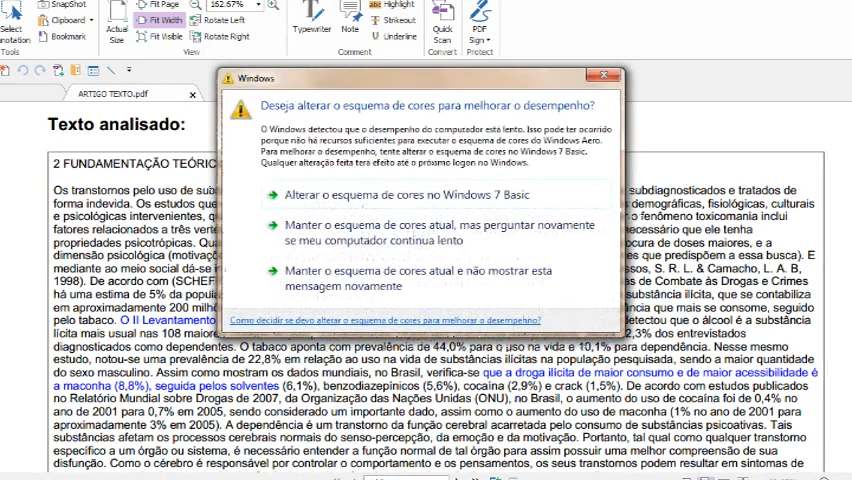 SnapShot
Fit Page
162.67%
Highlight
Select
Clipboard
Actual
Fit Width
Rotate Left
Typewriter
Note
Strikeout
Quick
PDF
Annotation
Bookmark
Size
Fit Visible
Rotate Right
Underline
Scan
Sign
Tools
View
Comment
Convert
Protect
Windows
ARTIGO TEXTO.pdf
Texto analisado:
Deseja alterar o esquema de cores para melhorar o desempenho?
O Windows detectou que o desempenho do computador está lento. Isso pode ter ocorrido
porque não há recursos suficientes para executar o esquema de cores do Windows Aero.
Para melhorar o desempenho, tente alterar o esquema de cores no Windows 7 Basic.
Qualquer alteração feita terá efeito até o próximo logon no Windows.
Alterar o esquema de cores no Windows 7 Basic
Manter o esquema de cores atual, mas perguntar novamente
se meu computador continua lento
Manter o esquema de cores atual e não mostrar esta
mensagem novamente
Como decidir se devo alterar o esquema de cores para melhorar o desempenho?
2 FUNDAMENTAÇÃO TEÓRIC
Os transtornos pelo uso de subs subdiagnosticados e tratados de
forma indevida. Os estudos que demográficas, fisiológicas, culturais
e psicológicas intervenientes, q o fenômeno toxicomania inclui
fatores relacionados a três verte necessário que ele tenha
propriedades psicotrópicas. Qua ocura de doses maiores, e a
dimensão psicológica (motivaçõ es que predispõem a essa busca). E
mediante ao meio social dá-se i ssos, S. R. L. & Camacho, L. A. B,
1998). De acordo com (SCHEF das de Combate às Drogas e Crimes
há uma estima de 5% da popula substância ilícita, que se contabiliza
em aproximadamente 200 milhõ ância que mais se consome, seguido
pelo tabaco. O II Levantamento detectou que o álcool é a substância
lícita mais usual nas 108 maiore 2,3% dos entrevistados
diagnosticados como dependentes. O tabaco aponta com prevalência de 44,0% para o uso na vida e 10,1% para dependência. Nesse mesmo
estudo, notou-se uma prevalência de 22,8% em relação ao uso na vida de substâncias ilícitas na população pesquisada, sendo a maior quantidade
do sexo masculino. Assim como mostram os dados mundiais, no Brasil, verifica-se que a droga ilícita de maior consumo e de maior acessibilidade é
a maconha (8,8%), seguida pelos solventes (6,1%), benzodiazepínicos (5,6%), cocaína (2,9%) e crack (1,5%). De acordo com estudos publicados
no Relatório Mundial sobre Drogas de 2007, da Organização das Nações Unidas (ONU), no Brasil, o aumento do uso de cocaína foi de 0,4% no
ano de 2001 para 0,7% em 2005, sendo considerado um importante dado, assim como o aumento do uso de maconha (1% no ano de 2001 para
aproximadamente 3% em 2005). A dependência é um transtorno da função cerebral acarretada pelo consumo de substâncias psicoativas. Tais
substâncias afetam os processos cerebrais normais do senso-percepção, da emoção e da motivação. Portanto, tal qual como qualquer transtorno
específico a um órgão ou sistema, é necessário entender a função normal de tal órgão para assim possuir uma melhor compreensão de sua
disfunção. Como o cérebro é responsável por controlar o comportamento e os pensamentos, os seus transtornos podem resultar em sintomas de